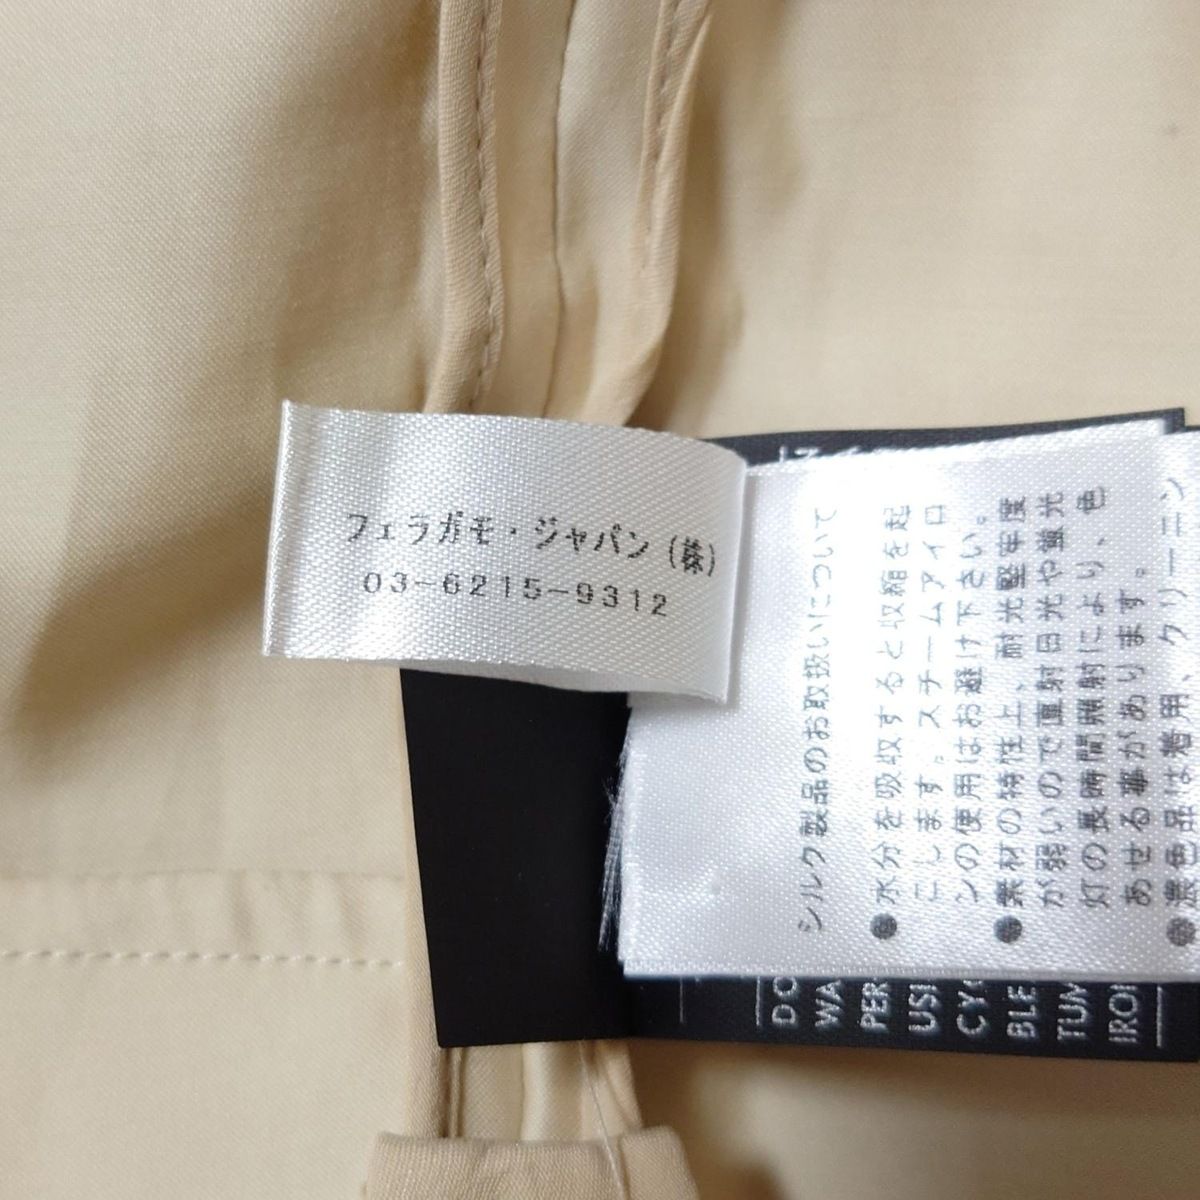 フェラガモ・ジャパン(株)
03-6215-9312
シルク製品のお取扱いについて
●水分を吸収すると収縮を起
こします。スチームアイロ
ンの使用はお避け下さい。
●素材の特性上、耐光堅牢度
が弱いので直射日光や蛍光
灯の長時間照射により、色
あせる事があります。
●濃色品は着用、クリーニン
DO
WA
PER
USI
CY
BLE
TUM
IRO